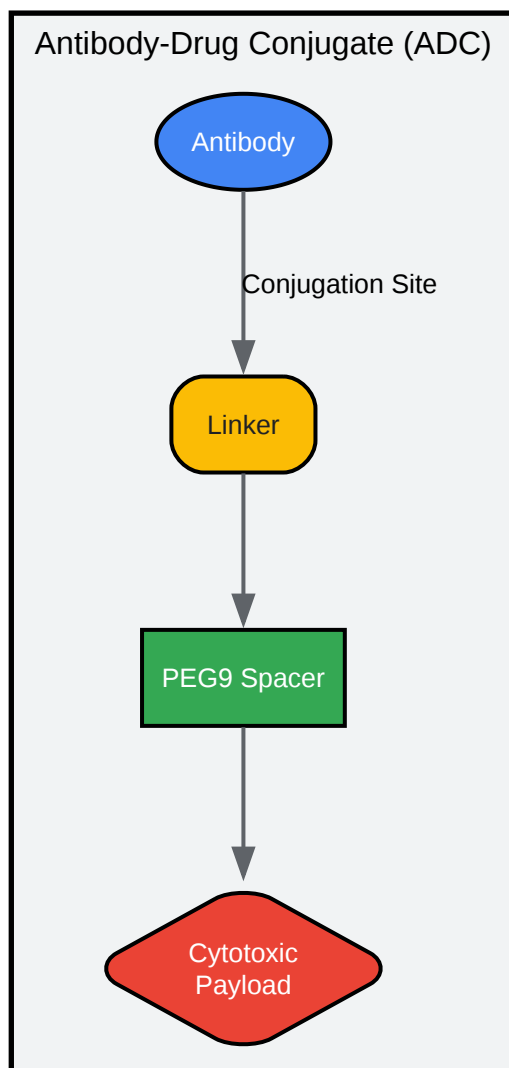 Antibody-Drug Conjugate (ADC)
Antibody
Conjugation Site
Linker
PEG9 Spacer
Cytotoxic
Payload